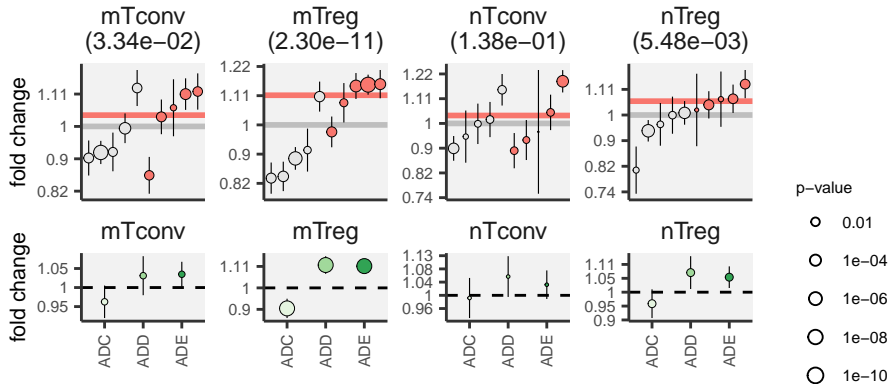 mTconv
(3.34e−02)
mTreg
(2.30e−11)
nTconv
(1.38e−01)
nTreg
(5.48e−03)
fold change
1.11
1
0.9
0.82
1.22
1.11
1
0.9
0.82
1.22
1.11
1
0.9
0.82
0.74
1.11
1
0.9
0.82
0.74
mTconv
mTreg
nTconv
nTreg
fold change
1.05
1
0.95
1.11
1
0.9
1.13
1.08
1.04
1
0.96
1.11
1.05
1
0.95
0.9
ADC
ADD
ADE
ADC
ADD
ADE
ADC
ADD
ADE
ADC
ADD
ADE
p−value
0.01
1e−04
1e−06
1e−08
1e−10